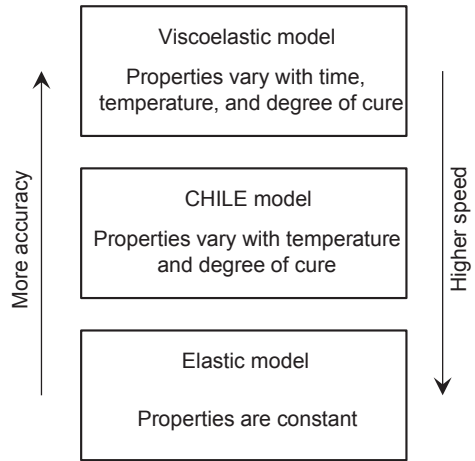 Viscoelastic model
Properties vary with time,
temperature, and degree of cure
CHILE model
Properties vary with temperature
and degree of cure
Elastic model
Properties are constant
More accuracy
Higher speed